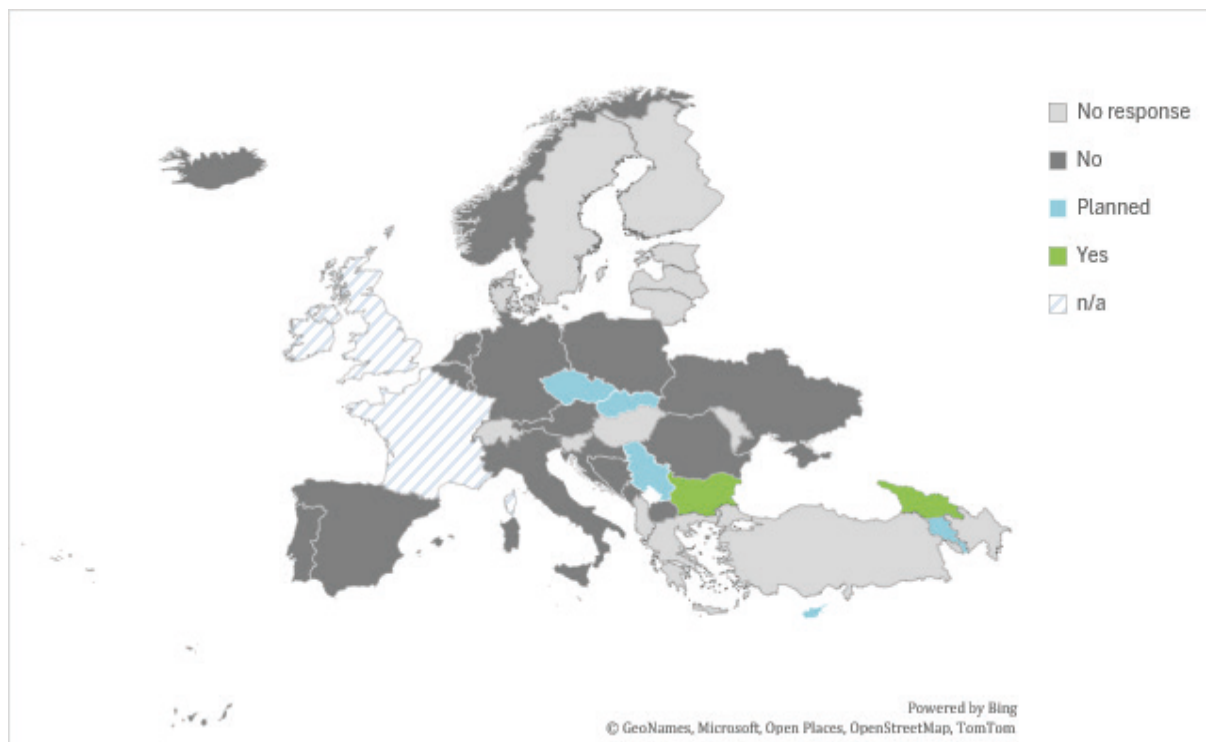 No response
No
Planned
Yes
n/a
Powered by Bing
© GeoNames, Microsoft, Open Places, OpenStreetMap, TomTom